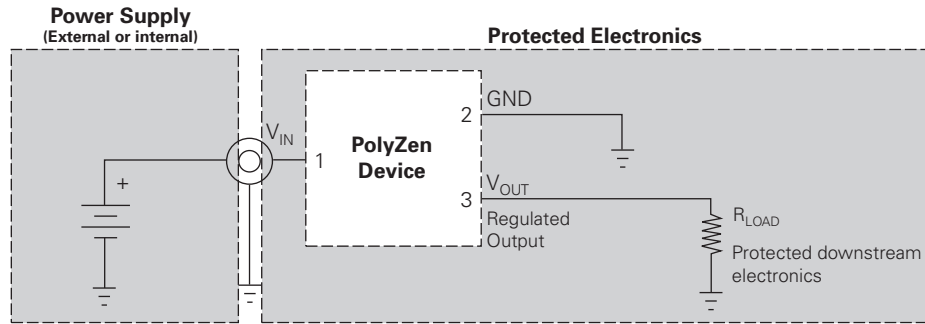 Power Supply
(External or internal)
Protected Electronics
+
V_IN
1
PolyZen
Device
2
GND
3
V_OUT
Regulated
Output
R_LOAD
Protected downstream
electronics